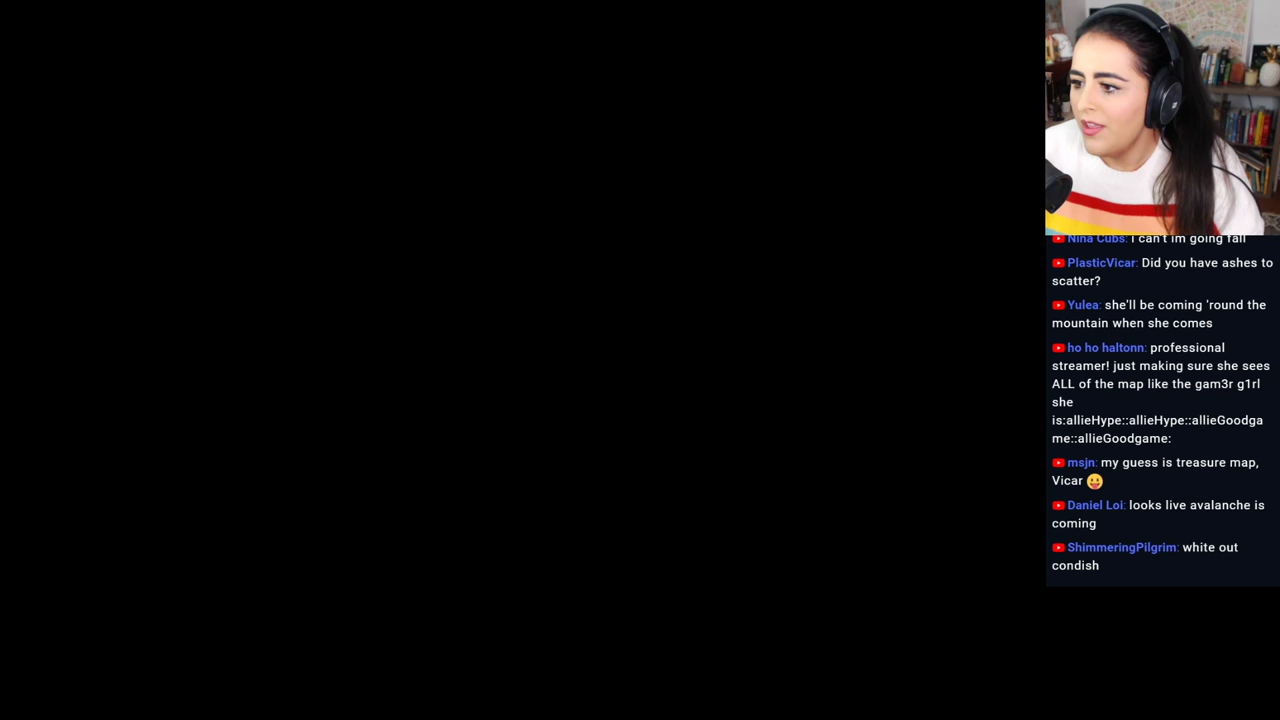 Nina Cubs: I can't im going fall
PlasticVicar: Did you have ashes to
scatter?
Yulea: she'll be coming 'round the
mountain when she comes
ho ho haltonn: professional
streamer! just making sure she sees
ALL of the map like the gam3r g1rl
she
is:allieHype::allieHype::allieGoodga
me::allieGoodgame:
msjn: my guess is treasure map,
Vicar 😛
Daniel Loi: looks live avalanche is
coming
ShimmeringPilgrim: white out
condish